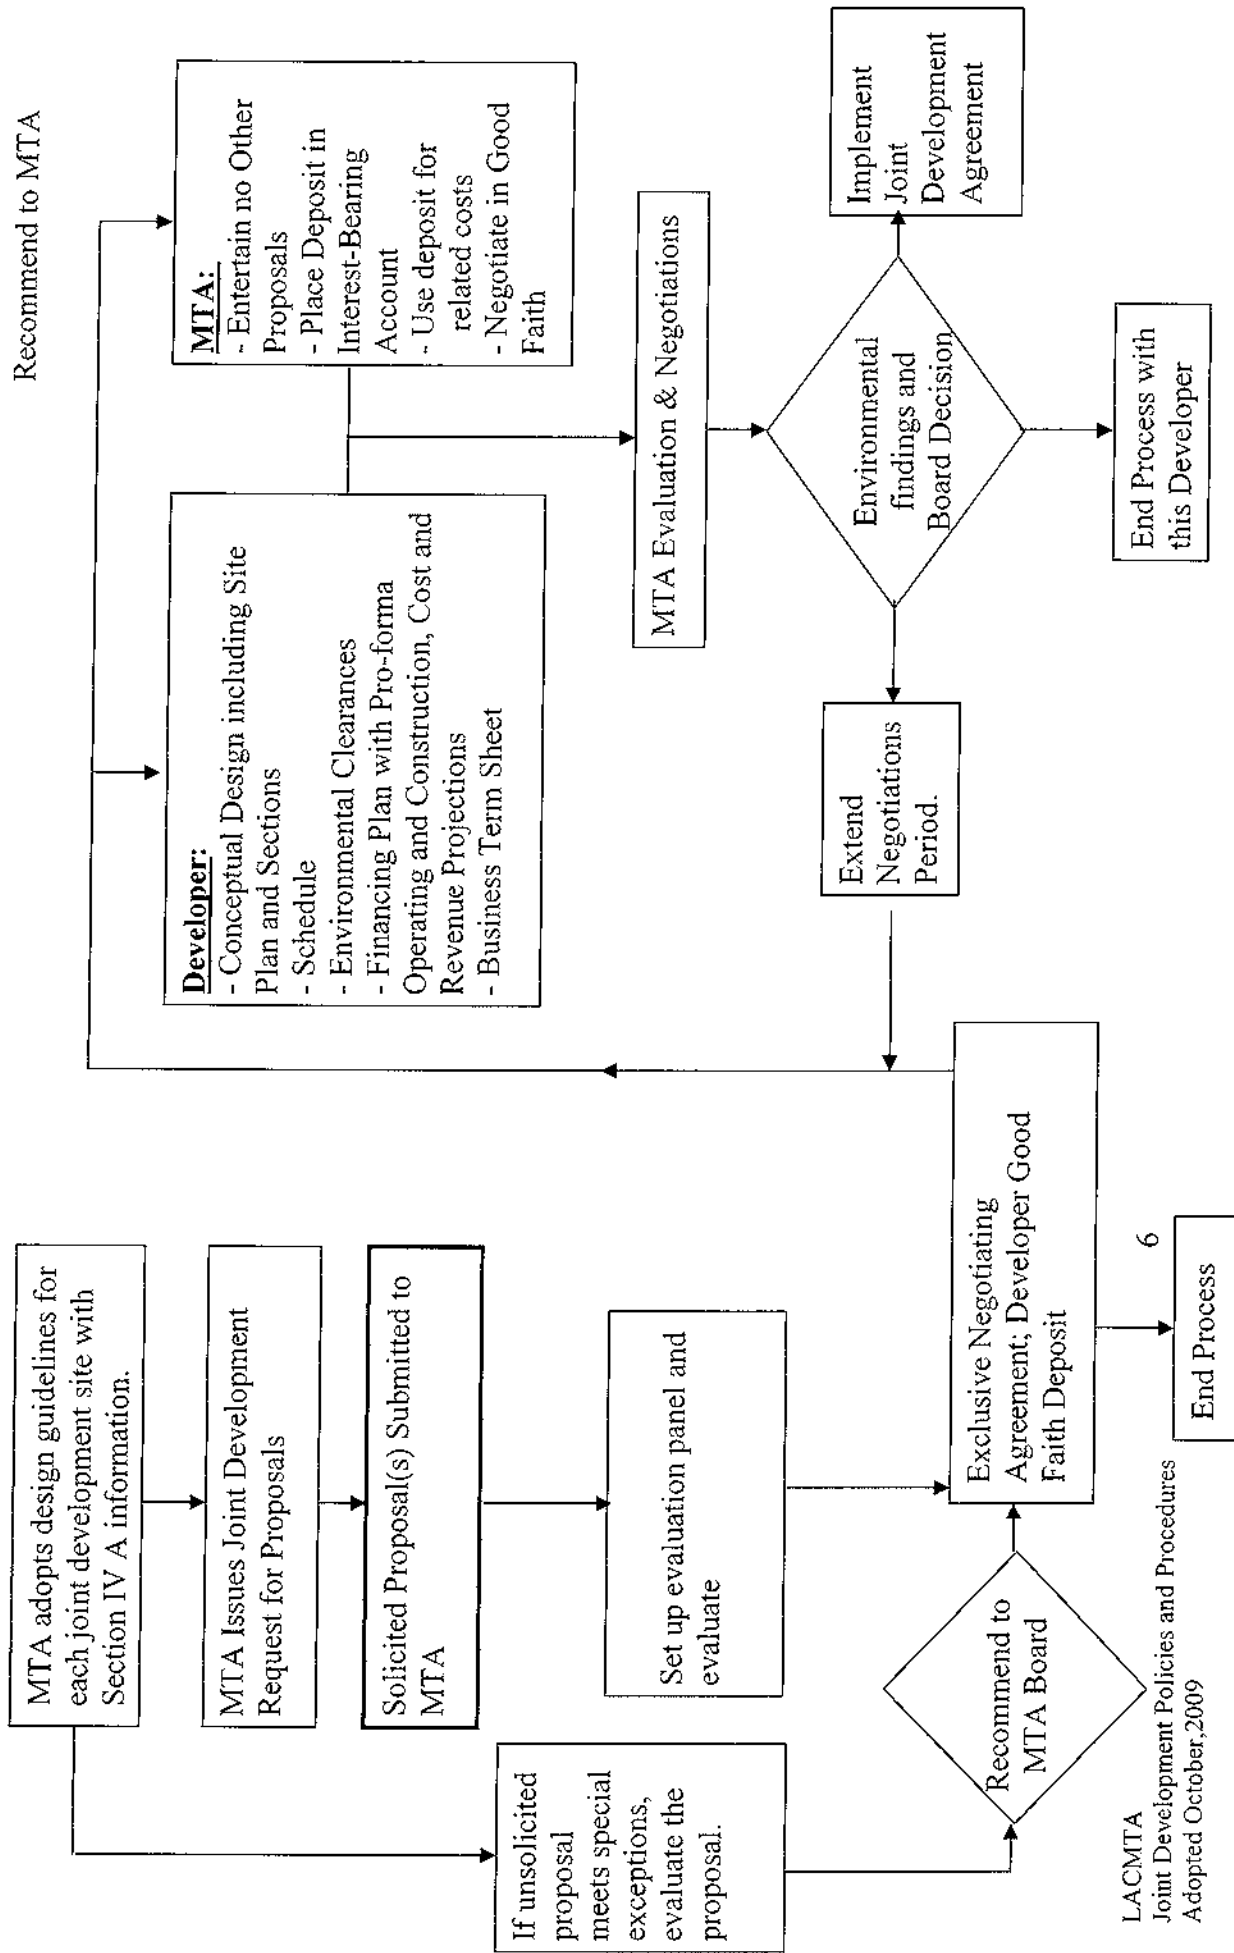 Recommend to MTA
MTA adopts design guidelines for
each joint development site with
Section IV A information.
MTA Issues Joint Development
Request for Proposals
Solicited Proposal(s) Submitted to
MTA
If unsolicited
proposal
meets special
exceptions,
evaluate the
proposal.
Set up evaluation panel and
evaluate
Recommend to
MTA Board
Exclusive Negotiating
Agreement; Developer Good
Faith Deposit
End Process
Developer:
- Conceptual Design including Site
Plan and Sections
- Schedule
- Environmental Clearances
- Financing Plan with Pro-forma
Operating and Construction, Cost and
Revenue Projections
- Business Term Sheet
MTA:
- Entertain no Other
Proposals
- Place Deposit in
Interest-Bearing
Account
- Use deposit for
related costs
- Negotiate in Good
Faith
MTA Evaluation & Negotiations
Environmental
findings and
Board Decision
Extend
Negotiations
Period.
Implement
Joint
Development
Agreement
End Process with
this Developer
LACMTA
Joint Development Policies and Procedures
Adopted October,2009
6